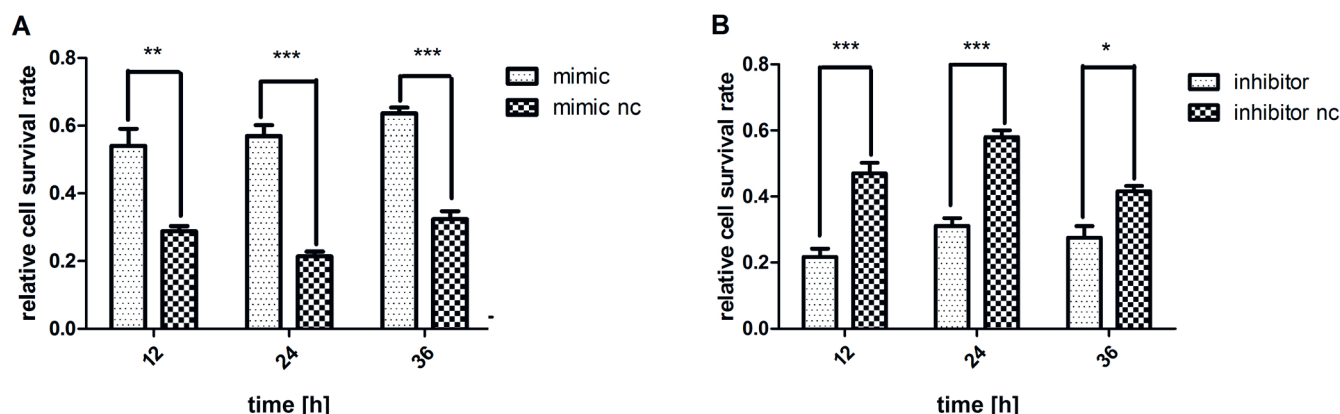 A
relative cell survival rate
0.8
0.6
0.4
0.2
0.0
**
***
***
mimic
mimic nc
12
24
36
time [h]
B
relative cell survival rate
0.8
0.6
0.4
0.2
0.0
***
***
*
inhibitor
inhibitor nc
12
24
36
time [h]